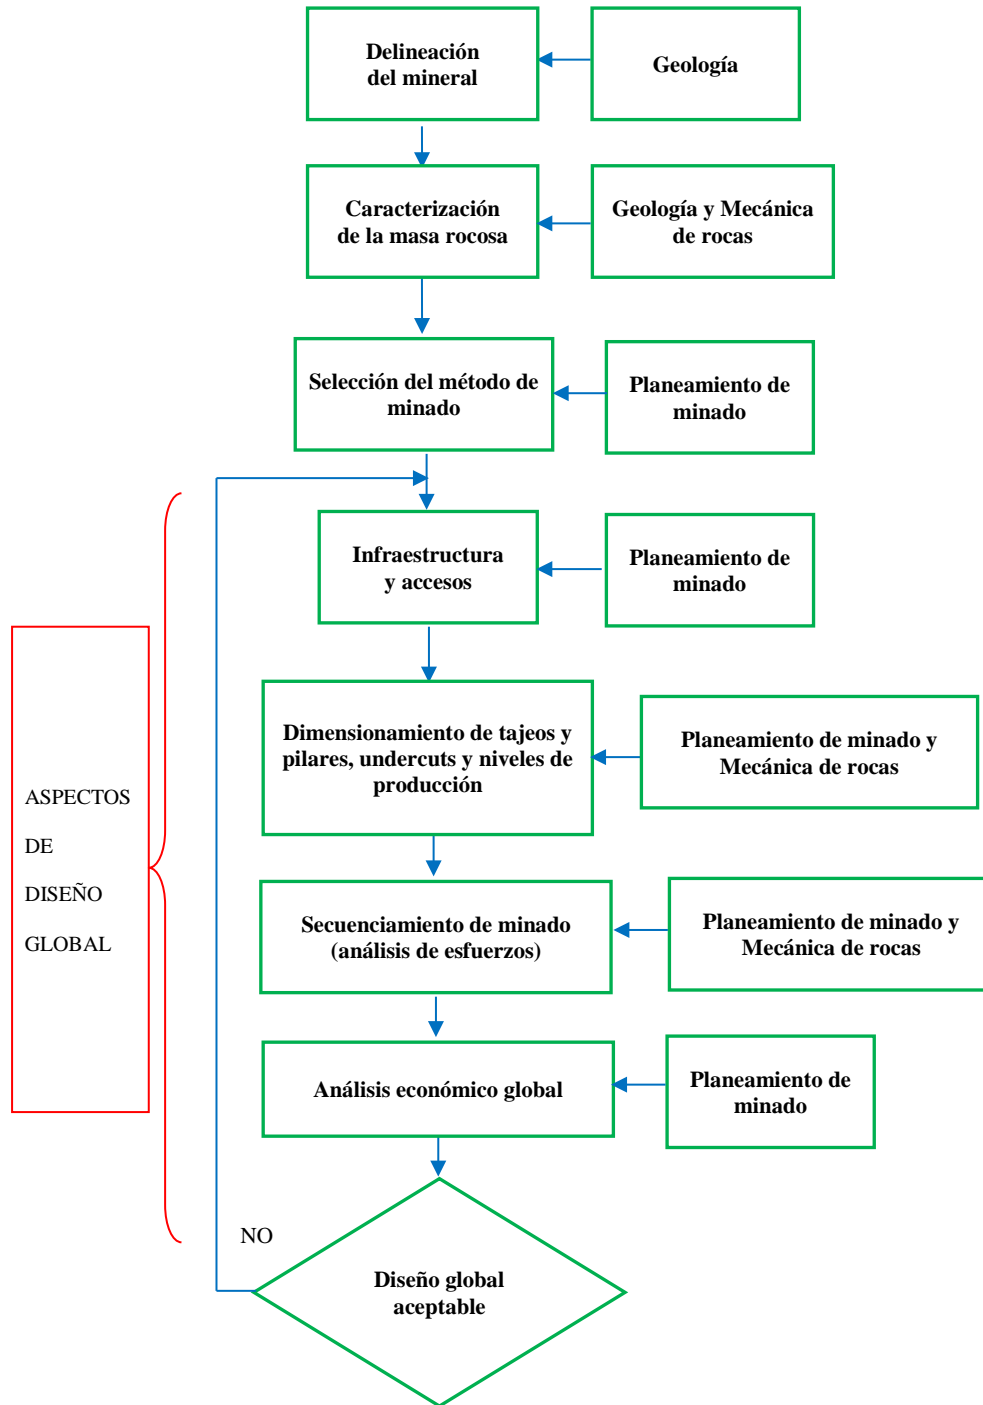 Delineación
del mineral
Geología
Caracterización
de la masa rocosa
Geología y Mecánica
de rocas
Selección del método de
minado
Planeamiento de
minado
Infraestructura
y accesos
Planeamiento de
minado
Dimensionamiento de tajeos y
pilares, undercuts y niveles de
producción
Planeamiento de minado y
Mecánica de rocas
ASPECTOS
DE
DISEÑO
GLOBAL
Secuenciamiento de minado
(análisis de esfuerzos)
Planeamiento de minado y
Mecánica de rocas
Análisis económico global
Planeamiento de
minado
NO
Diseño global
aceptable